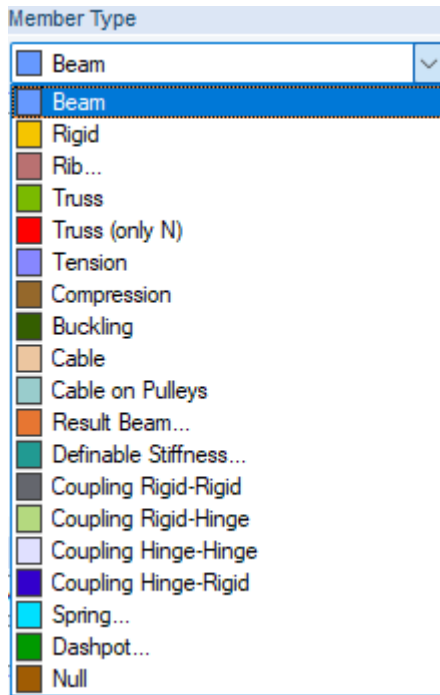 Member Type
Beam
Beam
Rigid
Rib...
Truss
Truss (only N)
Tension
Compression
Buckling
Cable
Cable on Pulleys
Result Beam...
Definable Stiffness...
Coupling Rigid-Rigid
Coupling Rigid-Hinge
Coupling Hinge-Hinge
Coupling Hinge-Rigid
Spring...
Dashpot...
Null